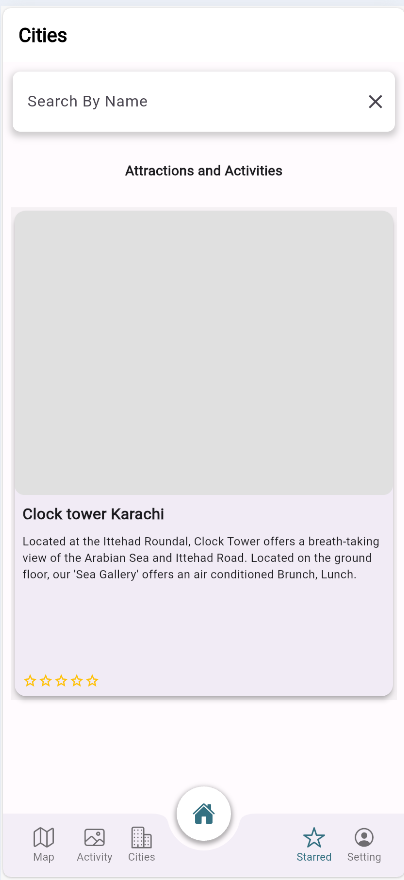 Cities
Search By Name
Attractions and Activities
Clock tower Karachi
Located at the Ittehad Roundal, Clock Tower offers a breath-taking
view of the Arabian Sea and Ittehad Road. Located on the ground
floor, our 'Sea Gallery' offers an air conditioned Brunch, Lunch.
Map
Activity
Cities
Starred
Setting